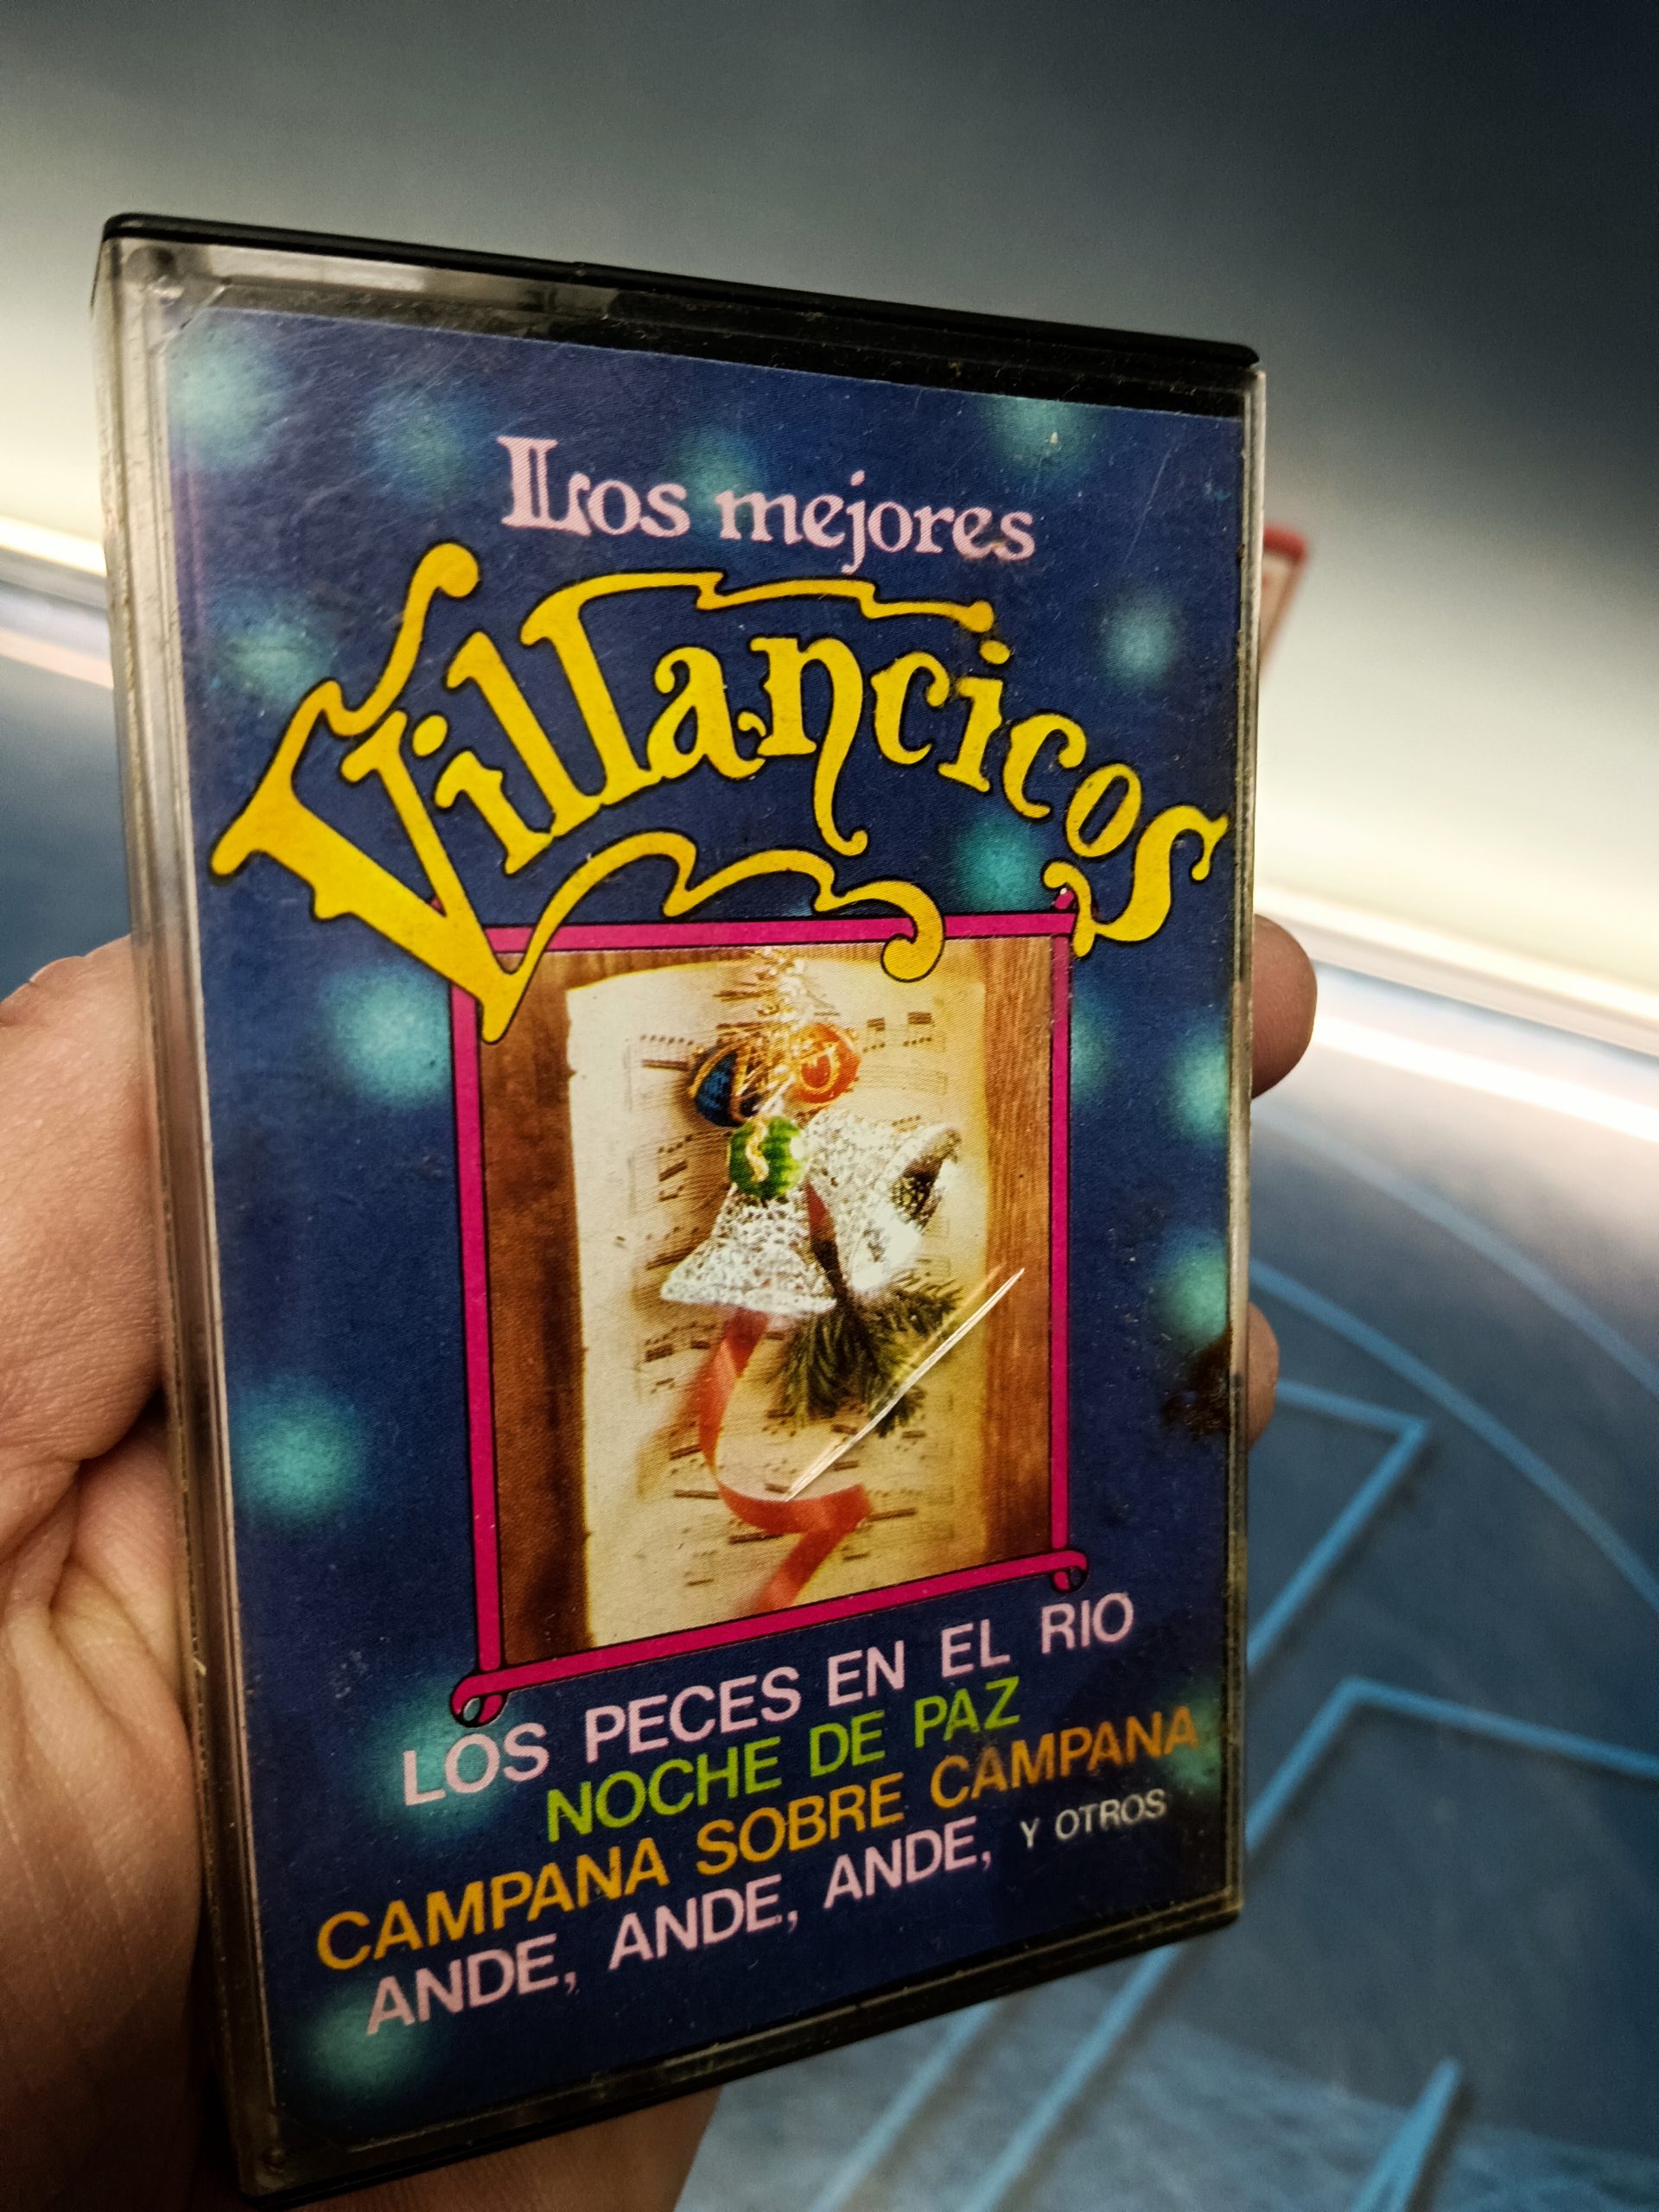 Los mejores
Villancicos
LOS PECES EN EL RIO
NOCHE DE PAZ
CAMPANA SOBRE CAMPANA
ANDE, ANDE, ANDE, Y OTROS